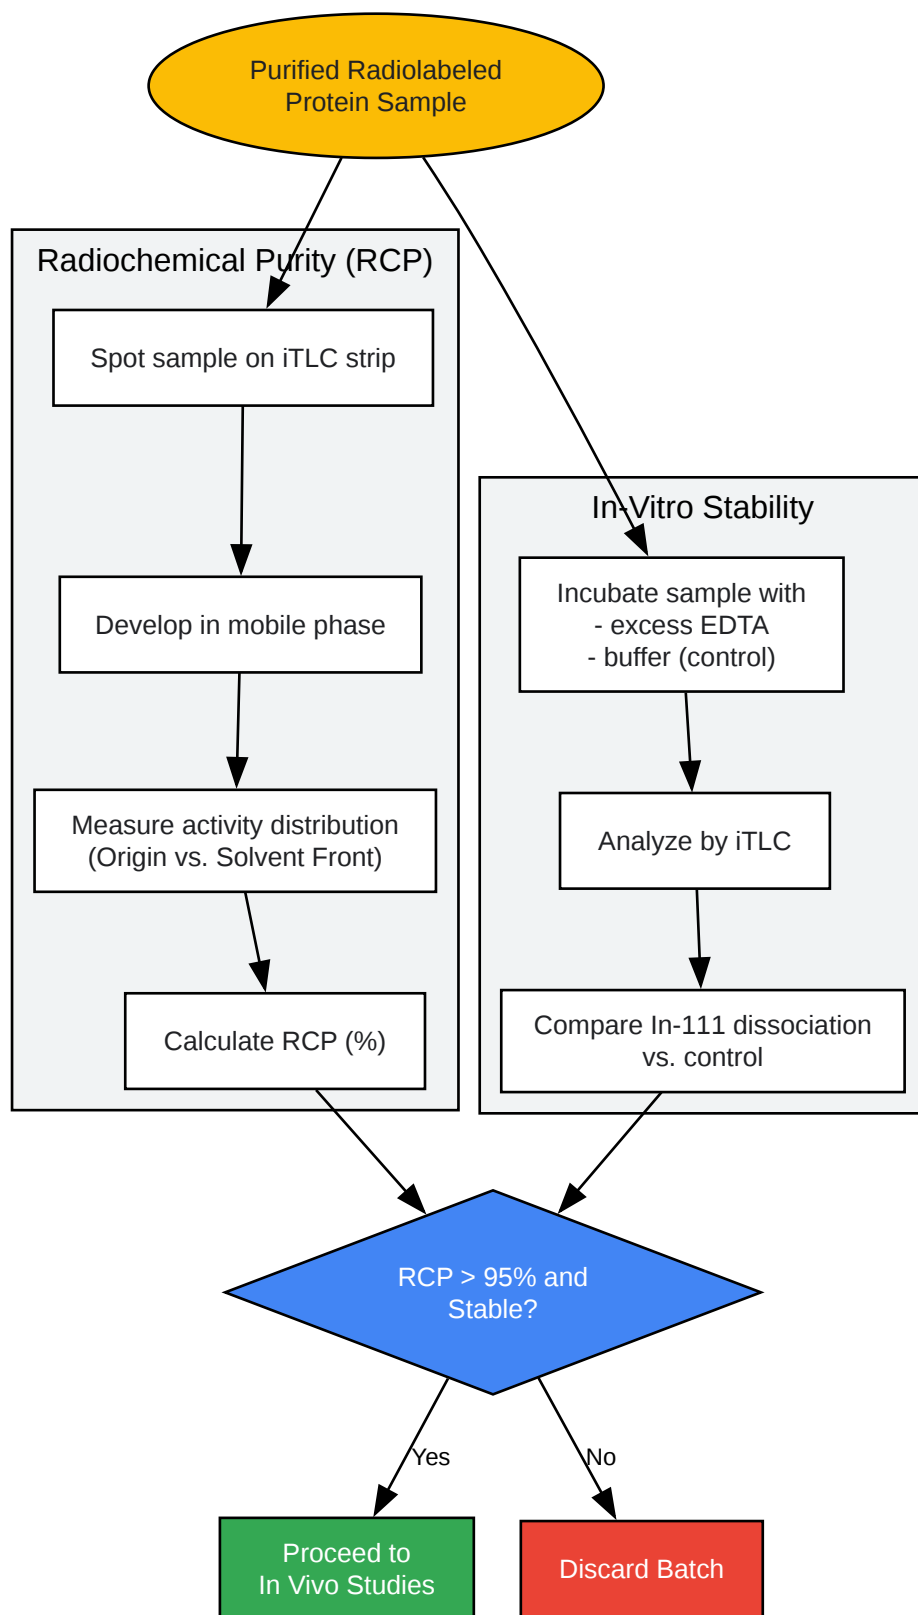 Purified Radiolabeled
Protein Sample
Radiochemical Purity (RCP)
Spot sample on iTLC strip
Develop in mobile phase
Measure activity distribution
(Origin vs. Solvent Front)
Calculate RCP (%)
In-Vitro Stability
Incubate sample with
- excess EDTA
- buffer (control)
Analyze by iTLC
Compare In-111 dissociation
vs. control
RCP > 95% and
Stable?
Yes
No
Proceed to
In Vivo Studies
Discard Batch